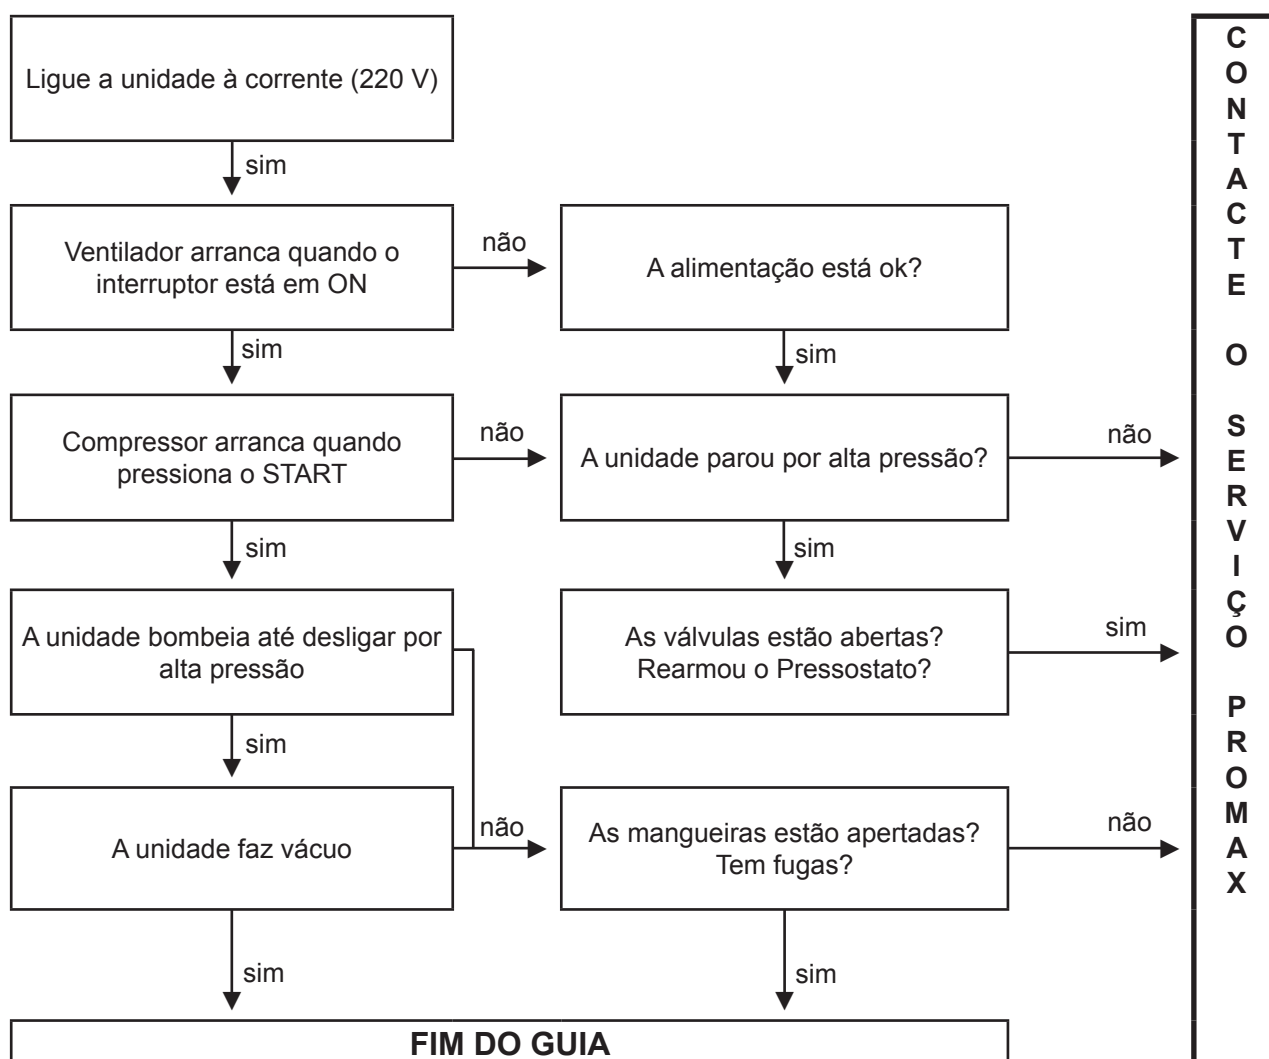 Ligue a unidade à corrente (220 V)
sim
Ventilador arranca quando o
interruptor está em ON
não
A alimentação está ok?
sim
sim
Compressor arranca quando
pressiona o START
não
A unidade parou por alta pressão?
não
sim
sim
A unidade bombeia até desligar por
alta pressão
As válvulas estão abertas?
Rearmou o Pressostato?
sim
sim
A unidade faz vácuo
não
As mangueiras estão apertadas?
Tem fugas?
não
sim
sim
FIM DO GUIA
CONTACTE O SERVIÇO PROMAX